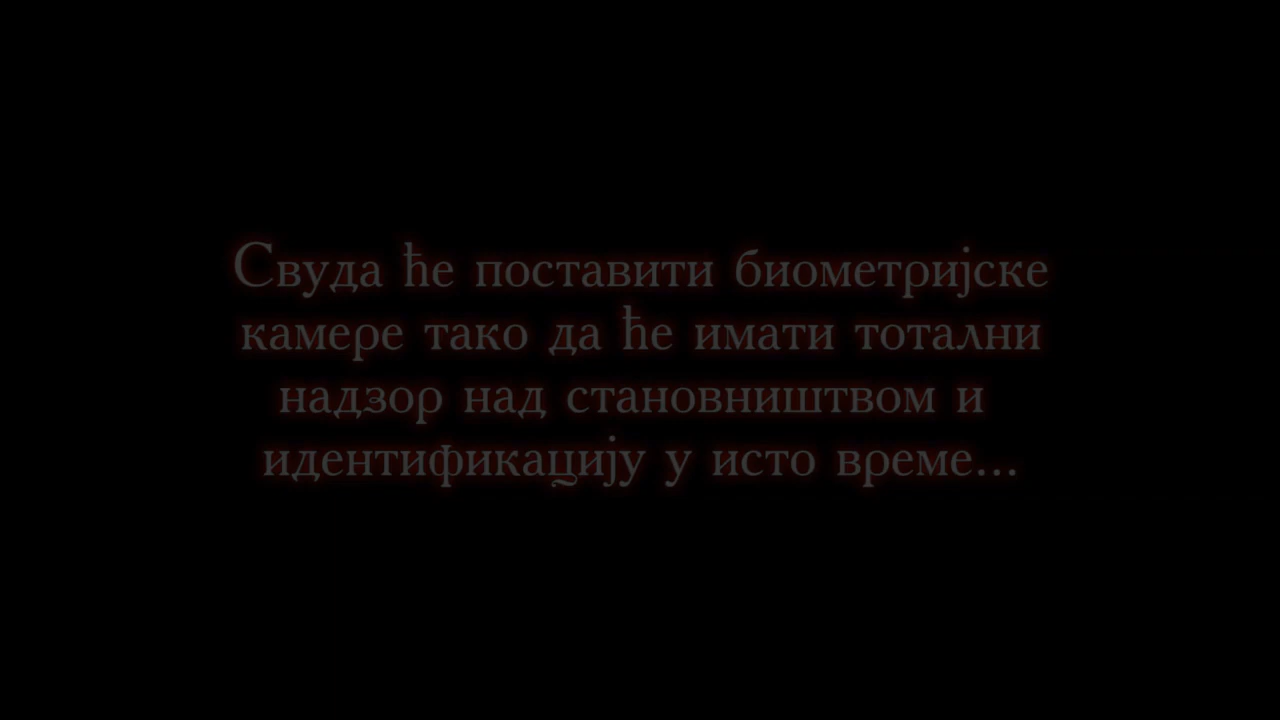 Свуда ће поставити биометријске
камере тако да ће имати тотални
надзор над становништвом и
идентификацију у исто време...